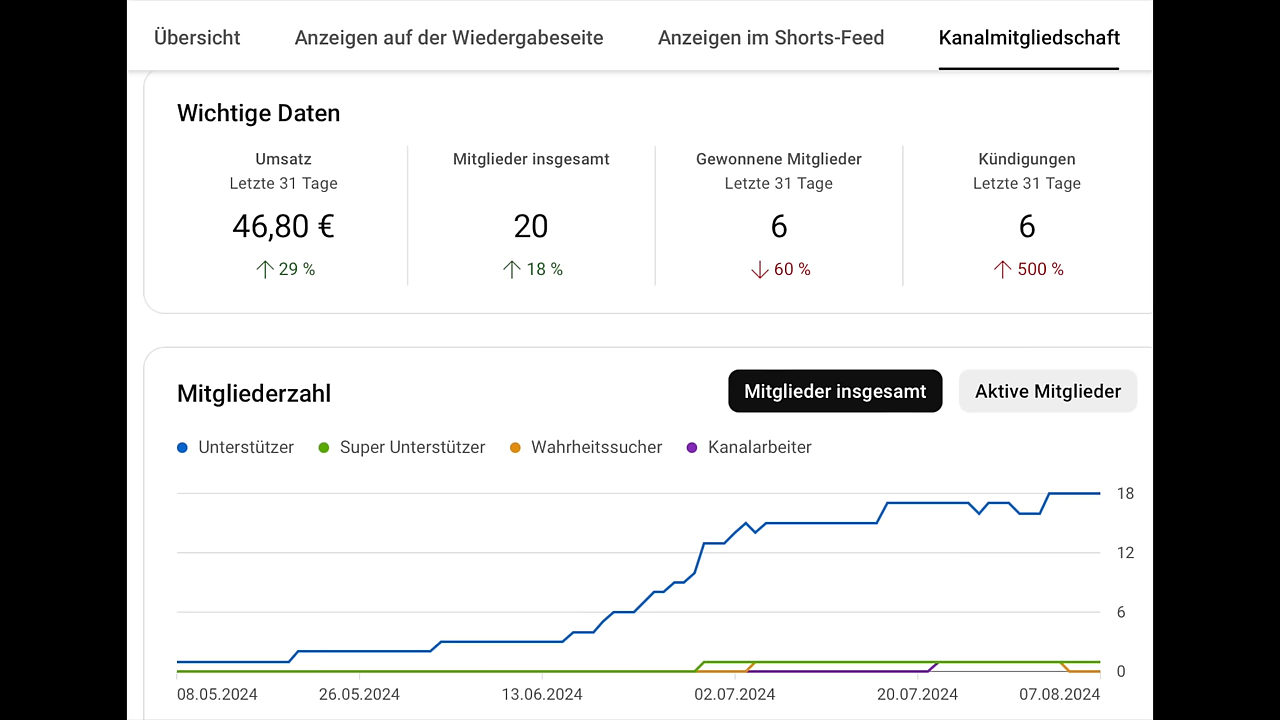 Übersicht Anzeigen auf der Wiedergabeseite Anzeigen im Shorts-Feed Kanalmitgliedschaft
Wichtige Daten
Umsatz Mitglieder insgesamt Gewonnene Mitglieder Kündigungen
Letzte 31 Tage Letzte 31 Tage Letzte 31 Tage
46,80 € 20 6 6
↑ 29 % ↑ 18 % ↓ 60 % ↑ 500 %
Mitgliederzahl Mitglieder insgesamt Aktive Mitglieder
Unterstützer Super Unterstützer Wahrheitssucher Kanalarbeiter
18
12
6
0
08.05.2024 26.05.2024 13.06.2024 02.07.2024 20.07.2024 07.08.2024